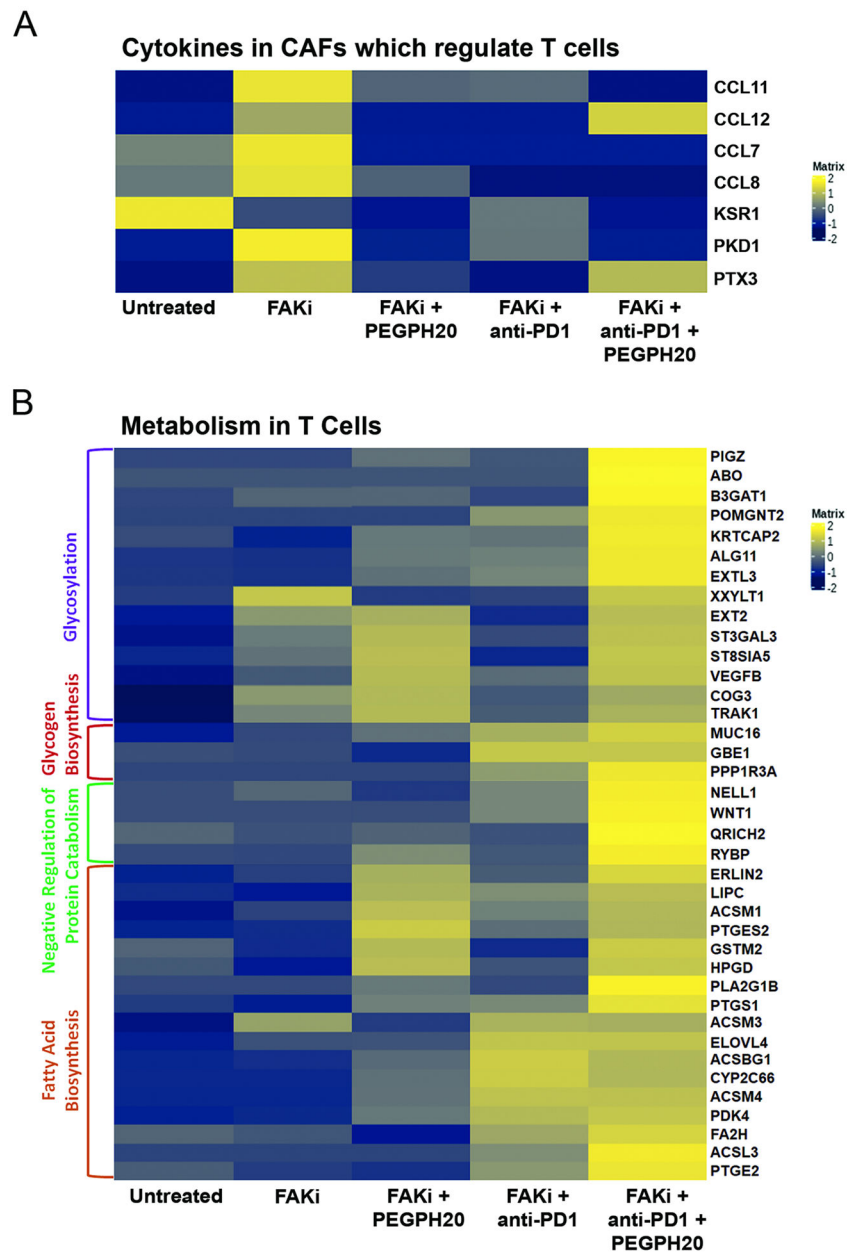 A
Cytokines in CAFs which regulate T cells
CCL11
CCL12
CCL7
CCL8
KSR1
PKD1
PTX3
Matrix
2
1
0
-1
-2
Untreated
FAKi
FAKi +
PEGPH20
FAKi +
anti-PD1
FAKi +
anti-PD1 +
PEGPH20
B
Metabolism in T Cells
Glycosylation
Glycogen
Biosynthesis
Negative Regulation of
Protein Catabolism
Fatty Acid
Biosynthesis
PIGZ
ABO
B3GAT1
POMGNT2
KRTCAP2
ALG11
EXTL3
XXYLT1
EXT2
ST3GAL3
ST8SIA5
VEGFB
COG3
TRAK1
MUC16
GBE1
PPP1R3A
NELL1
WNT1
QRICH2
RYBP
ERLIN2
LIPC
ACSM1
PTGES2
GSTM2
HPGD
PLA2G1B
PTGS1
ACSM3
ELOVL4
ACSBG1
CYP2C66
ACSM4
PDK4
FA2H
ACSL3
PTGE2
Matrix
2
1
0
-1
-2
Untreated
FAKi
FAKi +
PEGPH20
FAKi +
anti-PD1
FAKi +
anti-PD1 +
PEGPH20